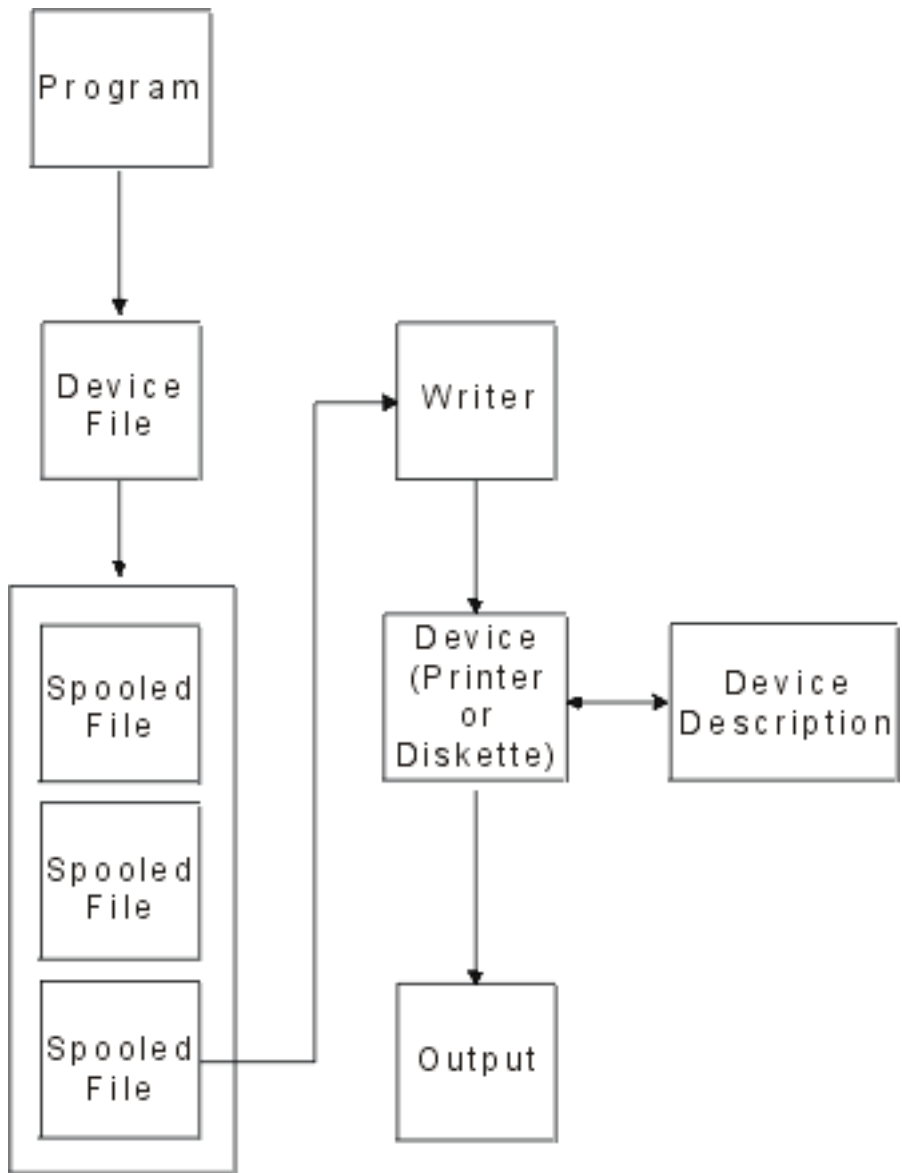 Program
Device
File
Spooled
File
Spooled
File
Spooled
File
Writer
Device
(Printer
or
Diskette)
Device
Description
Output